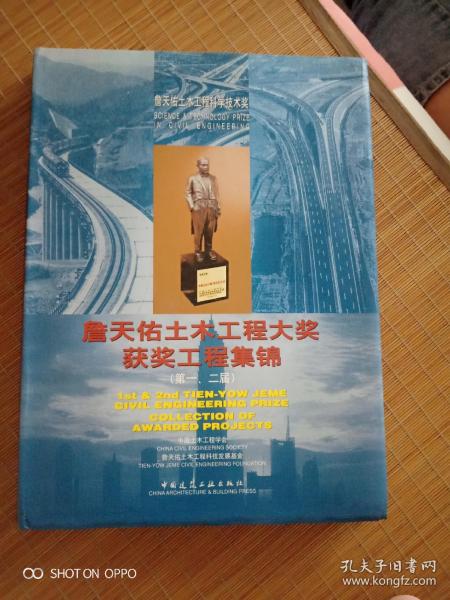 詹天佑土木工程科学技术奖
SCIENCE & TECHNOLOGY PRIZE
IN CIVIL ENGINEERING
詹天佑土木工程大奖
获奖工程集锦
(第一、二届)
1st & 2nd TIEN-YOW JEME
CIVIL ENGINEERING PRIZE
COLLECTION OF
AWARDED PROJECTS
中国土木工程学会
CHINA CIVIL ENGINEERING SOCIETY
詹天佑土木工程科技发展基金
TIEN-YOW JEME CIVIL ENGINEERING FOUNDATION
中国建筑工业出版社
CHINA ARCHITECTURE & BUILDING PRESS
SHOT ON OPPO
孔夫子旧书网
www.kongfz.com